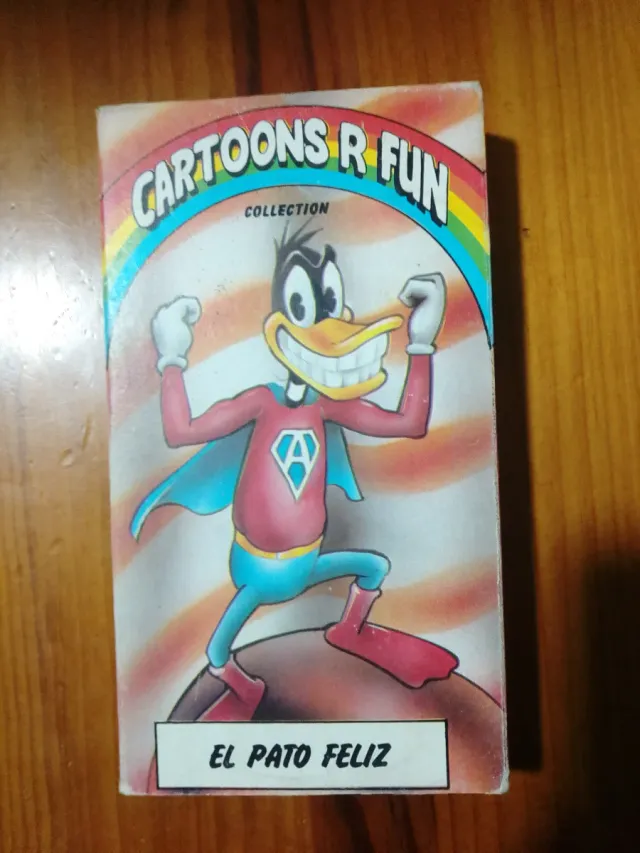 CARTOONS R FUN
COLLECTION
A
EL PATO FELIZ